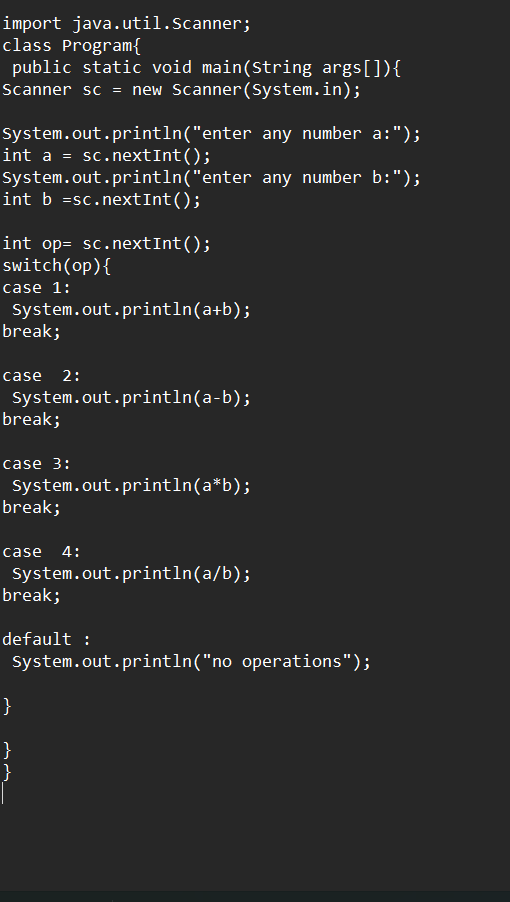 import java.util.Scanner;
class Program{
 public static void main(String args[]){
Scanner sc = new Scanner(System.in);

System.out.println("enter any number a:");
int a = sc.nextInt();
System.out.println("enter any number b:");
int b =sc.nextInt();

int op= sc.nextInt();
switch(op){
case 1:
 System.out.println(a+b);
break;

case  2:
 System.out.println(a-b);
break;

case 3:
 System.out.println(a*b);
break;

case  4:
 System.out.println(a/b);
break;

default :
 System.out.println("no operations");

}

}
}